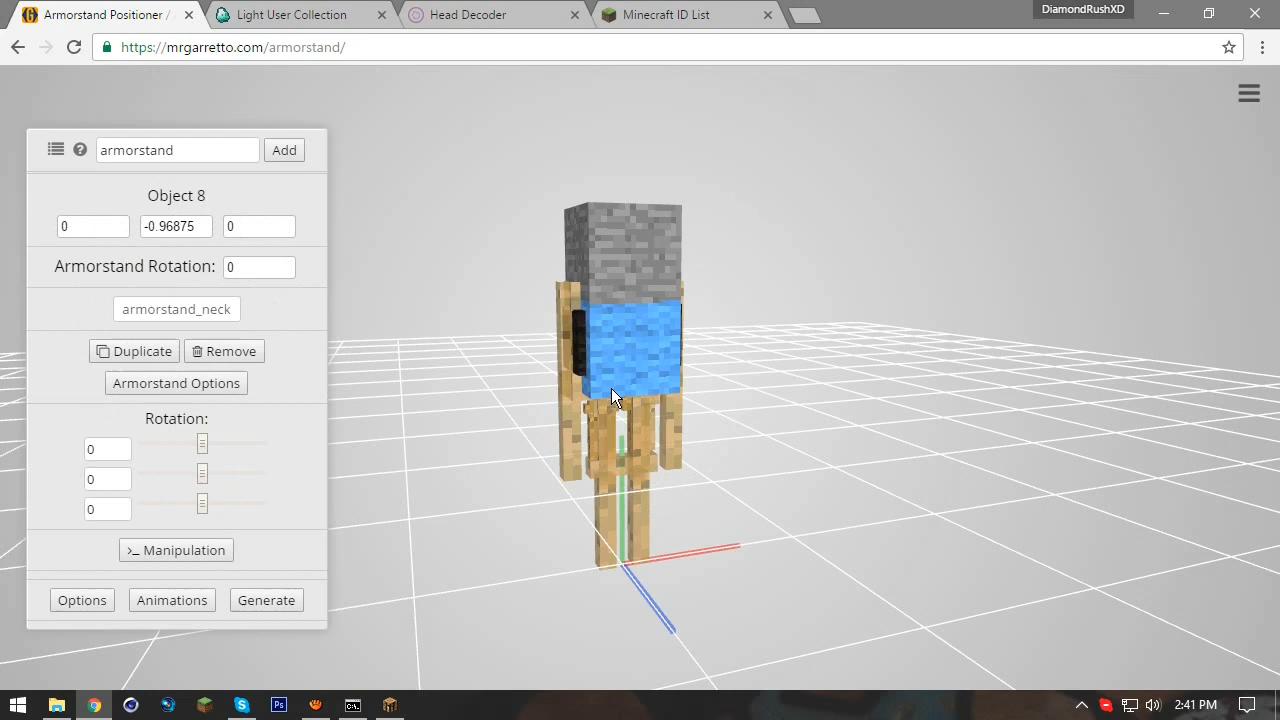 Armorstand Positioner /
Light User Collection
Head Decoder
Minecraft ID List
DiamondRushXD
https://mrgarretto.com/armorstand/
armorstand
Add
Object 8
0
-0.96875
0
Armorstand Rotation:
0
armorstand_neck
Duplicate
Remove
Armorstand Options
Rotation:
0
0
0
>_ Manipulation
Options
Animations
Generate
2:41 PM